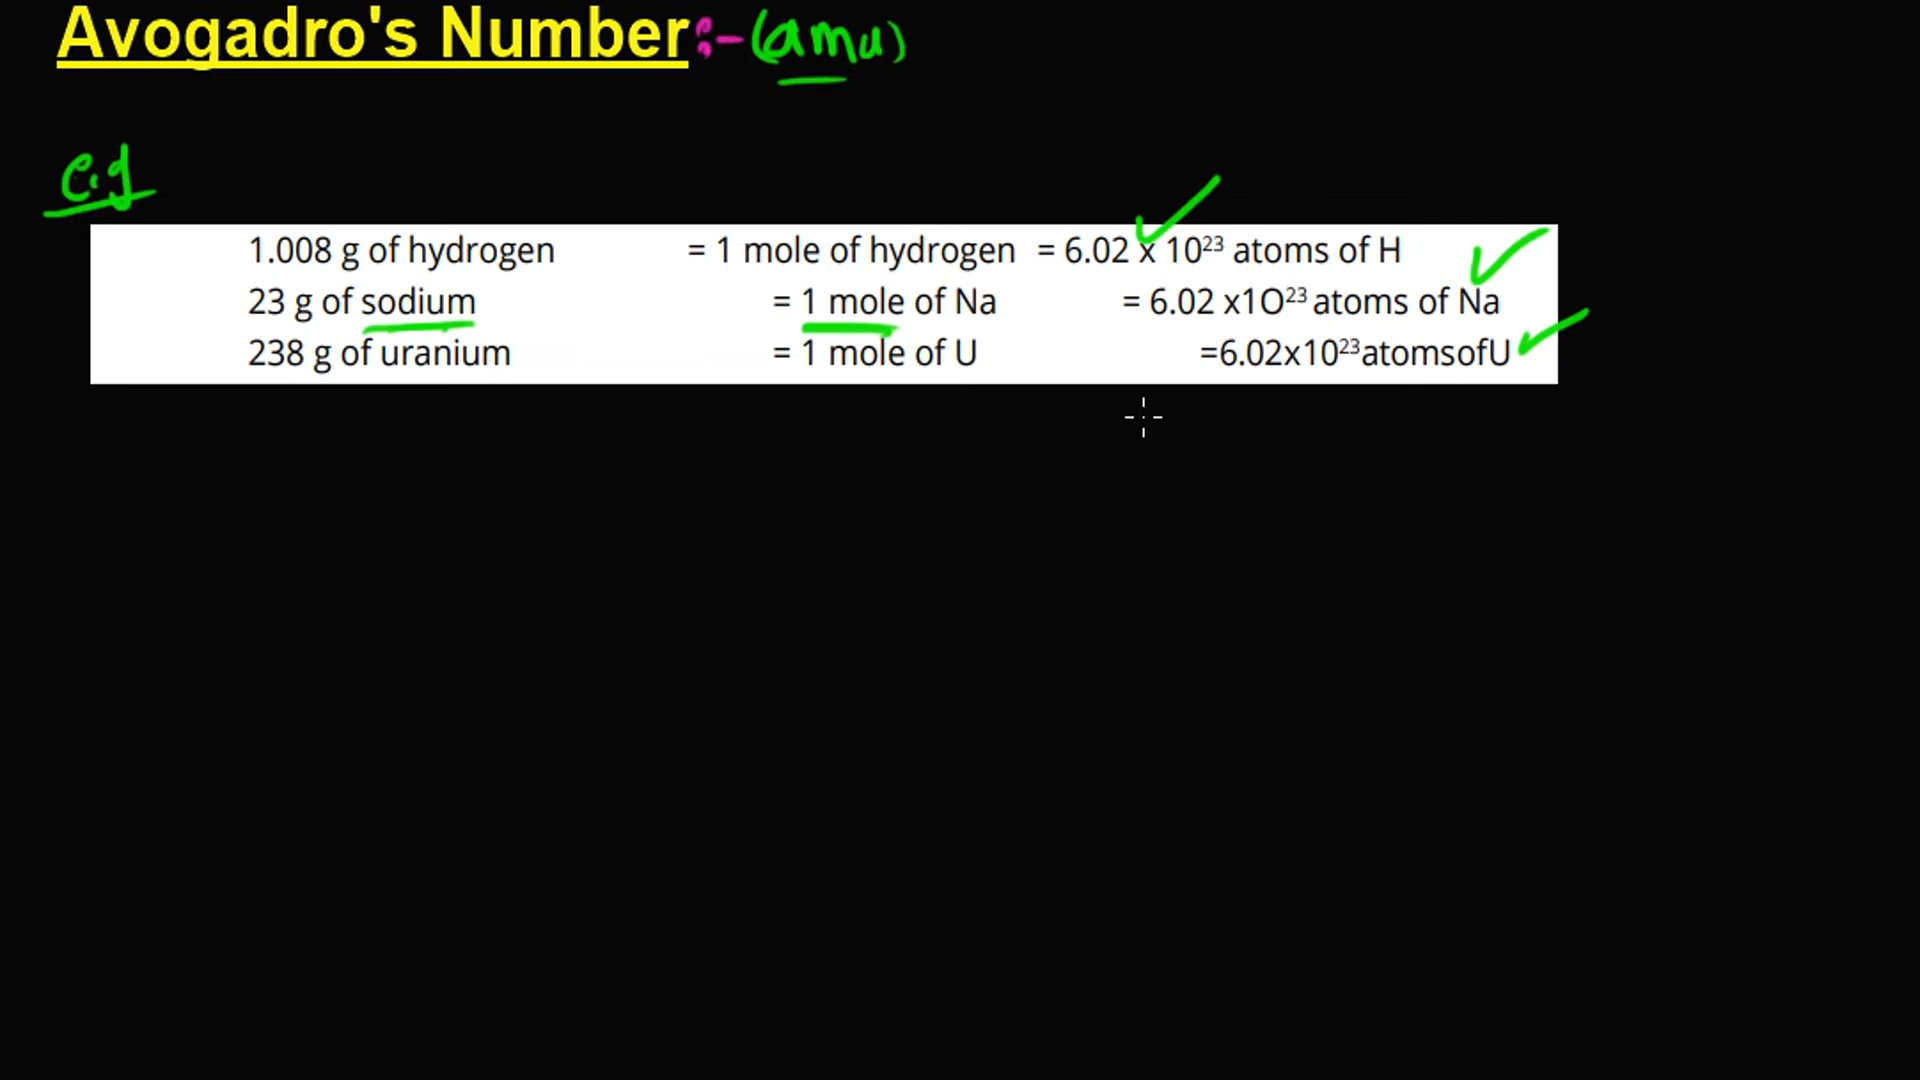 Avogadro's Number:-(amu)
e.g
1.008 g of hydrogen = 1 mole of hydrogen = 6.02 x 10²³ atoms of H
23 g of sodium = 1 mole of Na = 6.02 x1O²³ atoms of Na
238 g of uranium = 1 mole of U =6.02x10²³atomsofU